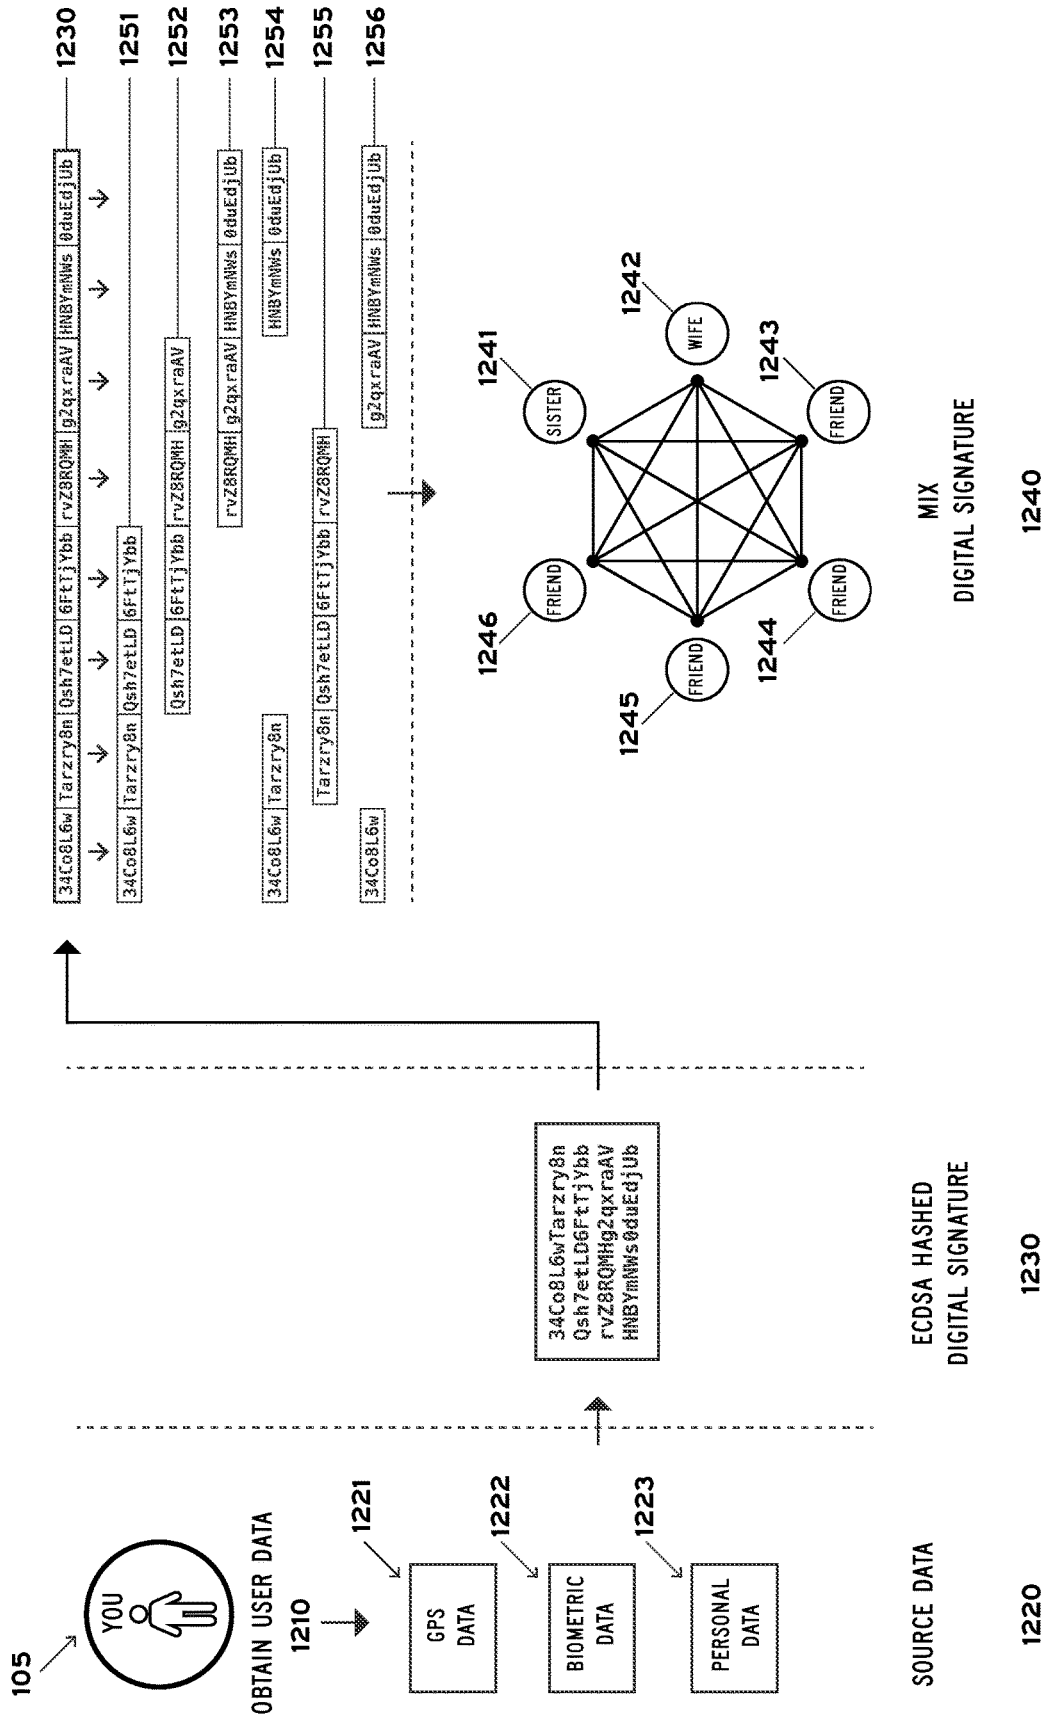 105
YOU
OBTAIN USER DATA
1210
1221
GPS
DATA
1222
BIOMETRIC
DATA
1223
PERSONAL
DATA
SOURCE DATA
1220
34Co8L6wTarzry8n
Qsh7etLD6FtTjYbb
rvZ8RQMHg2qxraAV
HNBYmNWs0duEdjUb
ECDSA HASHED
DIGITAL SIGNATURE
1230
34Co8L6w Tarzry8n Qsh7etLD 6FtTjYbb rvZ8RQMH g2qxraAV HNBYmNWs 0duEdjUb 1230
34Co8L6w Tarzry8n Qsh7etLD 6FtTjYbb 1251
Qsh7etLD 6FtTjYbb rvZ8RQMH g2qxraAV 1252
rvZ8RQMH g2qxraAV HNBYmNWs 0duEdjUb 1253
34Co8L6w Tarzry8n HNBYmNWs 0duEdjUb 1254
Tarzry8n Qsh7etLD 6FtTjYbb rvZ8RQMH 1255
34Co8L6w g2qxraAV HNBYmNWs 0duEdjUb 1256
1246
FRIEND
1241
SISTER
1245
FRIEND
1242
WIFE
1244
FRIEND
1243
FRIEND
MIX
DIGITAL SIGNATURE
1240